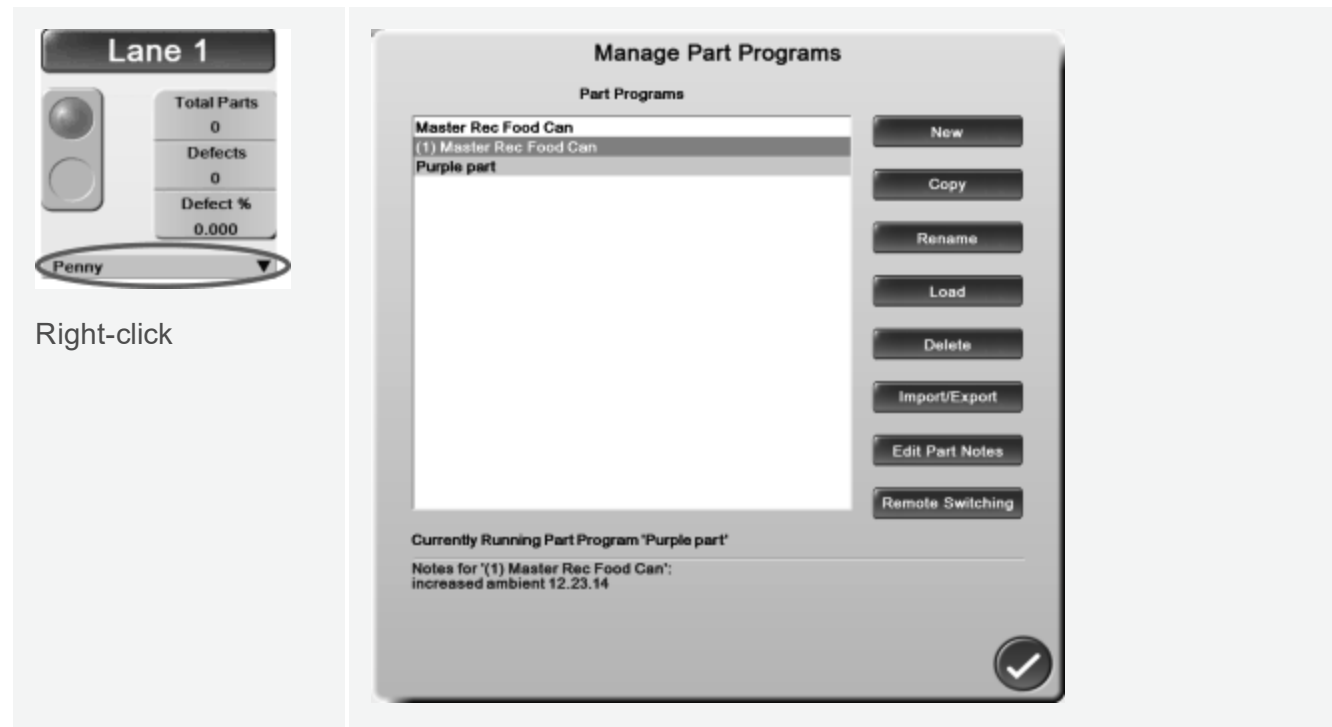 Lane 1
Total Parts
0
Defects
0
Defect %
0.000
Penny
Right-click
Manage Part Programs
Part Programs
Master Rec Food Can
(1) Master Rec Food Can
Purple part
New
Copy
Rename
Load
Delete
Import/Export
Edit Part Notes
Remote Switching
Currently Running Part Program 'Purple part'
Notes for '(1) Master Rec Food Can':
increased ambient 12.23.14